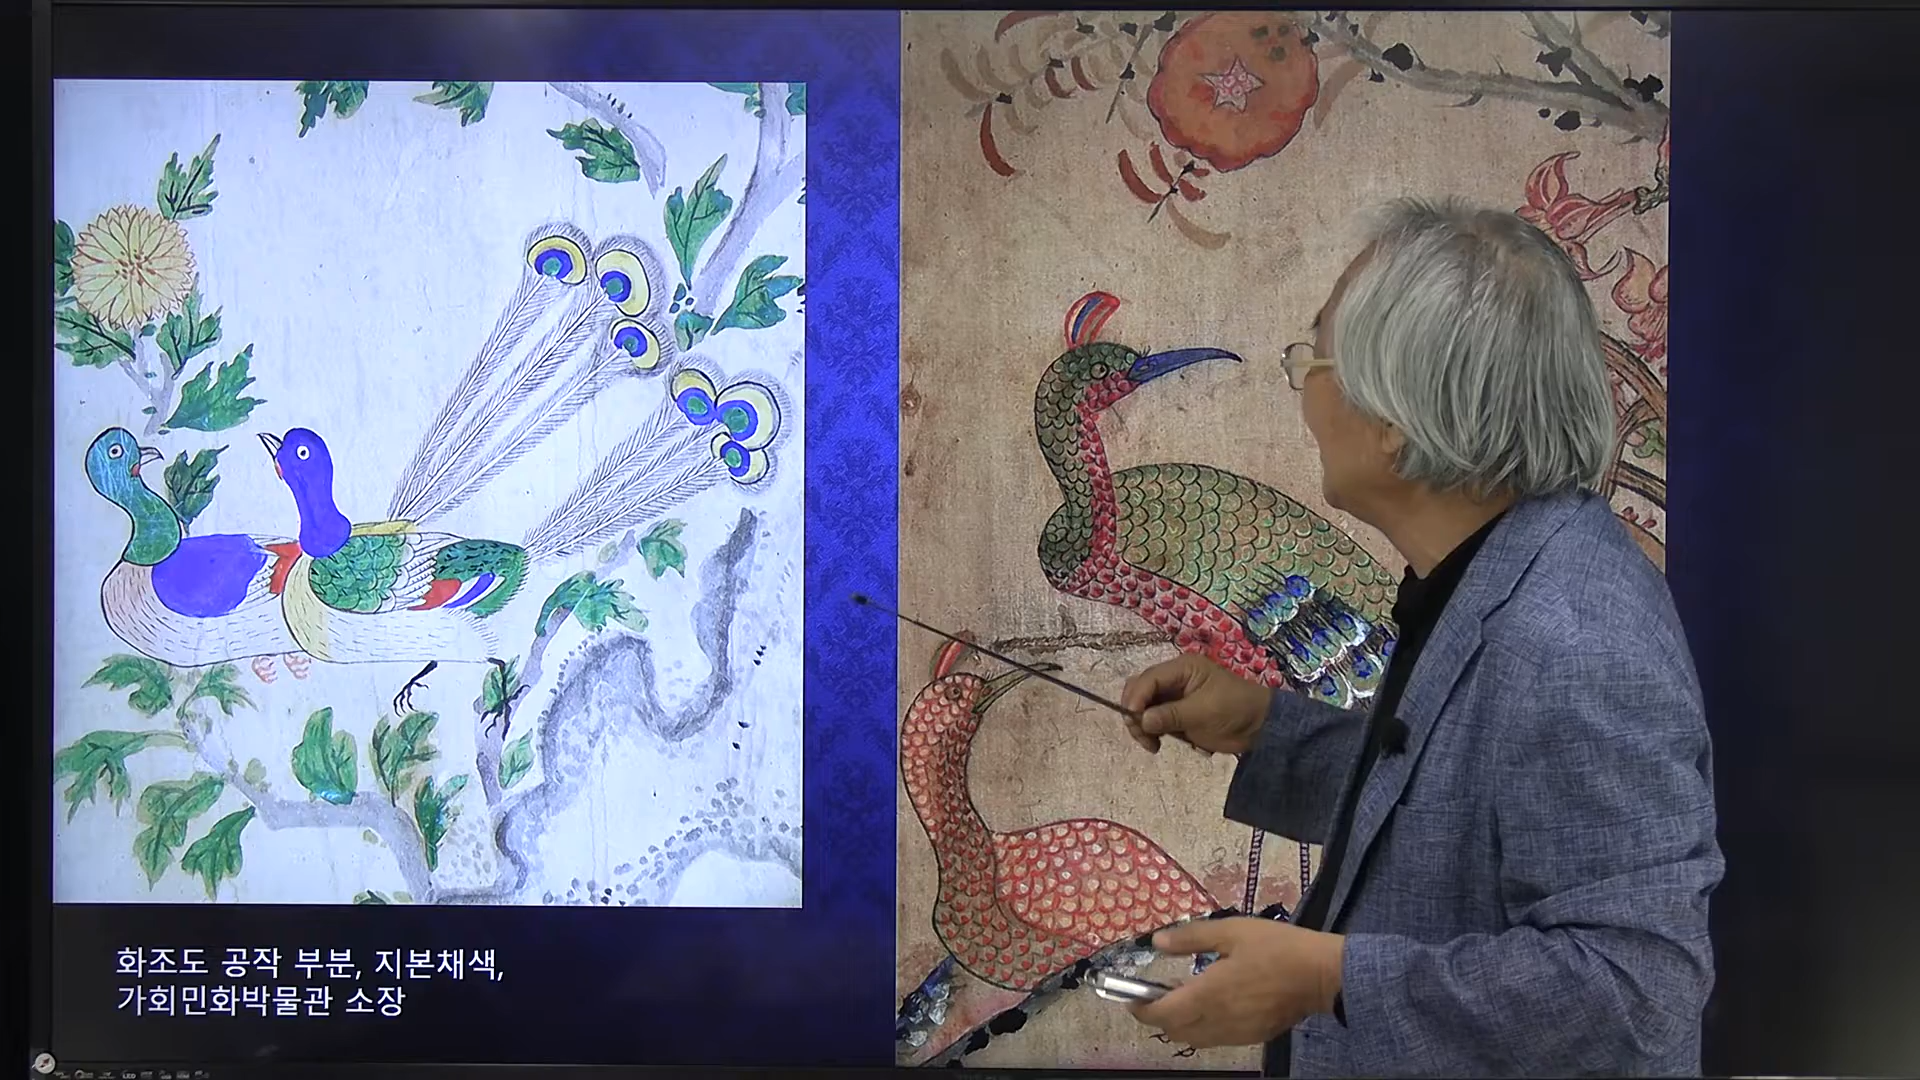 화조도 공작 부분, 지본채색,
가회민화박물관 소장